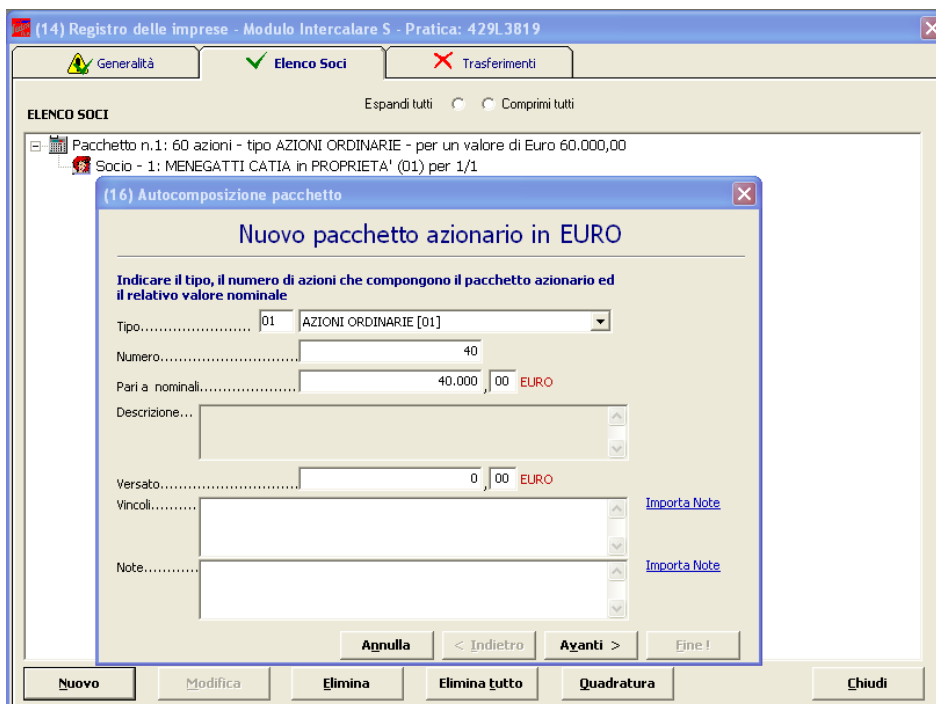 (14) Registro delle imprese - Modulo Intercalare S - Pratica: 429L3819
Generalità
Elenco Soci
Trasferimenti
ELENCO SOCI
Espandi tutti
Comprimi tutti
Pacchetto n.1: 60 azioni - tipo AZIONI ORDINARIE - per un valore di Euro 60.000,00
Socio - 1: MENEGATTI CATIA in PROPRIETA' (01) per 1/1
(16) Autocomposizione pacchetto
Nuovo pacchetto azionario in EURO
Indicare il tipo, il numero di azioni che compongono il pacchetto azionario ed
il relativo valore nominale
Tipo....................... 01 AZIONI ORDINARIE [01]
Numero............................. 40
Pari a nominali..................... 40.000 , 00 EURO
Descrizione...
Versato............................. 0 , 00 EURO
Vincoli.......... Importa Note
Note............ Importa Note
Annulla
< Indietro
Avanti >
Fine !
Nuovo
Modifica
Elimina
Elimina tutto
Quadratura
Chiudi